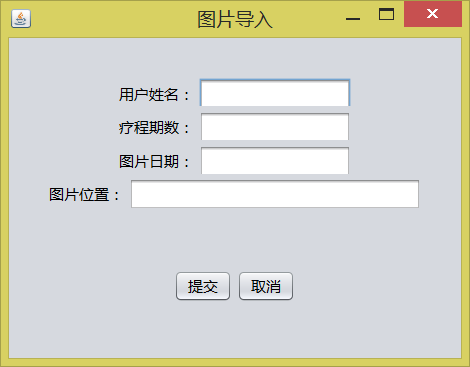 图片导入
用户姓名：
疗程期数：
图片日期：
图片位置：
提交 取消